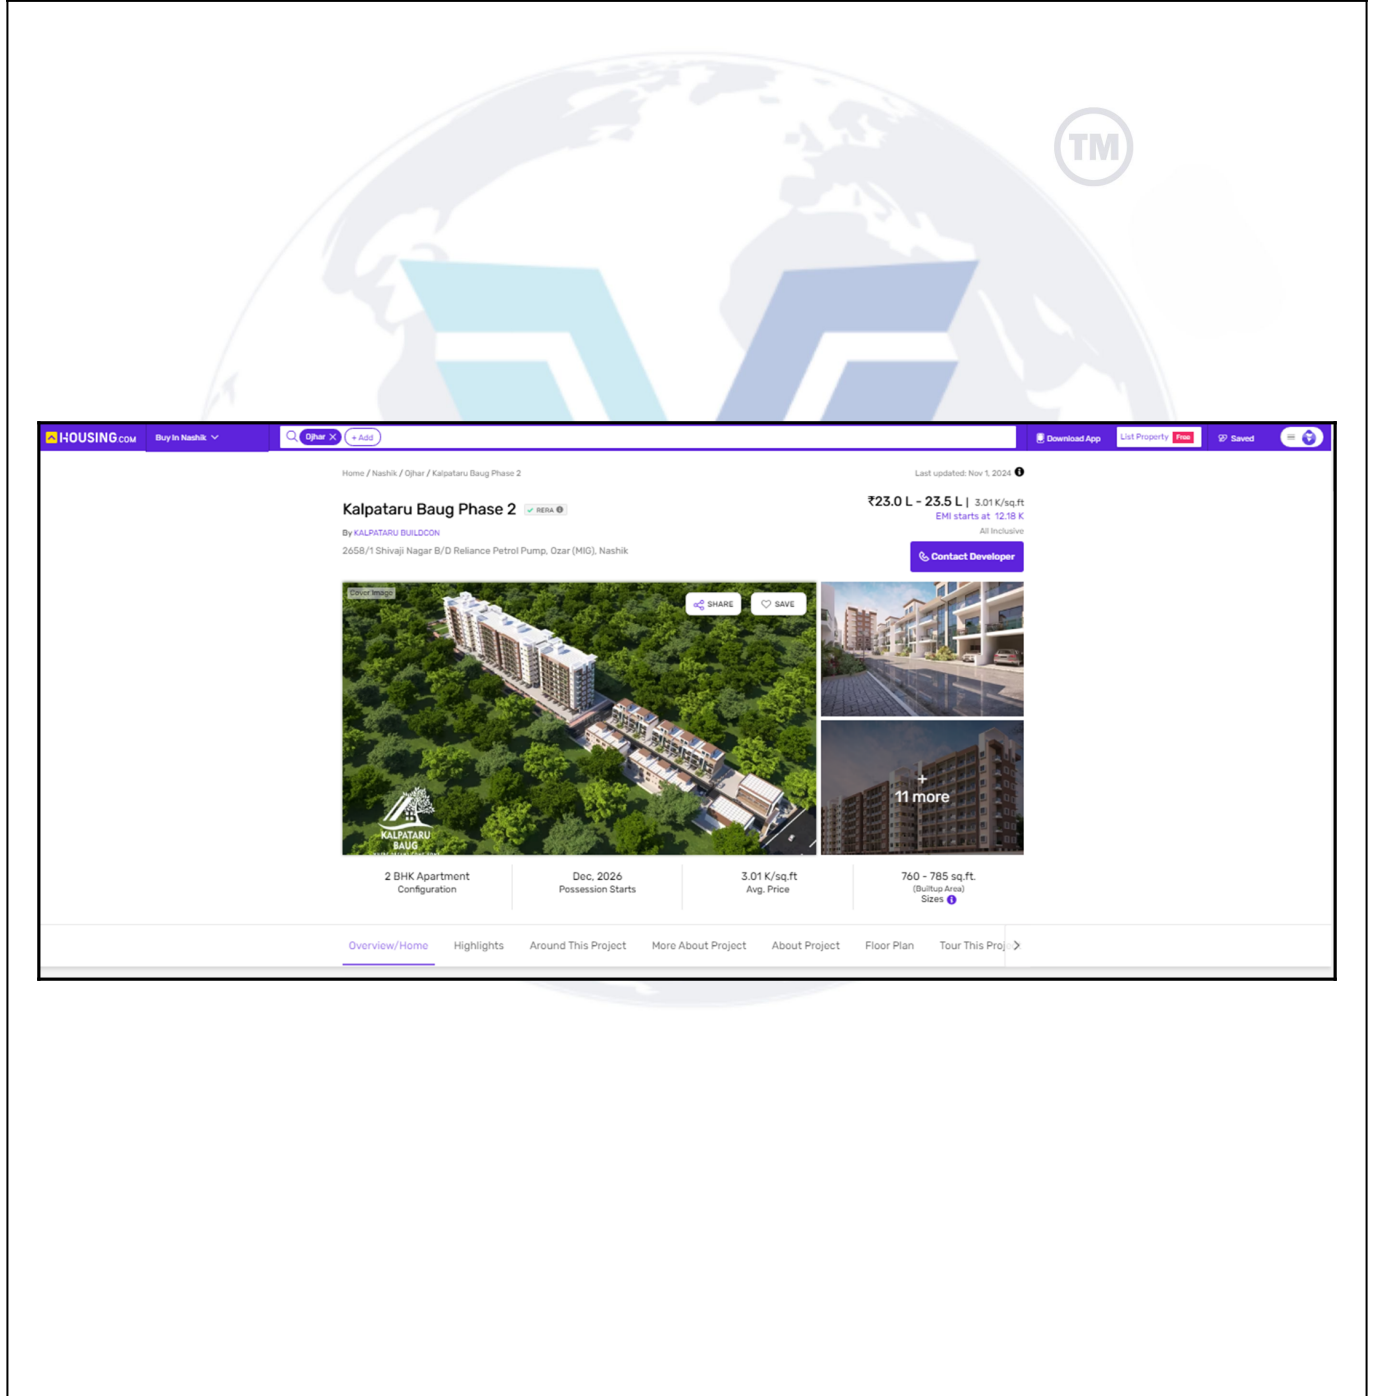 TM
HOUSING.COM Buy In Nashik Ojhar × + Add Download App List Property Free Saved
Home / Nashik / Ojhar / Kalpataru Baug Phase 2 Last updated: Nov 1, 2024
Kalpataru Baug Phase 2 RERA ₹23.0 L - 23.5 L | 3.01 K/sq.ft
EMI starts at 12.18 K
By KALPATARU BUILDCON All Inclusive
2658/1 Shivaji Nagar B/D Reliance Petrol Pump, Ozar (MIG), Nashik Contact Developer
Cover Image SHARE SAVE
+
11 more
KALPATARU
BAUG
2 BHK Apartment Dec, 2026 3.01 K/sq.ft 760 - 785 sq.ft.
Configuration Possession Starts Avg. Price (Builtup Area)
Sizes
Overview/Home Highlights Around This Project More About Project About Project Floor Plan Tour This Proj